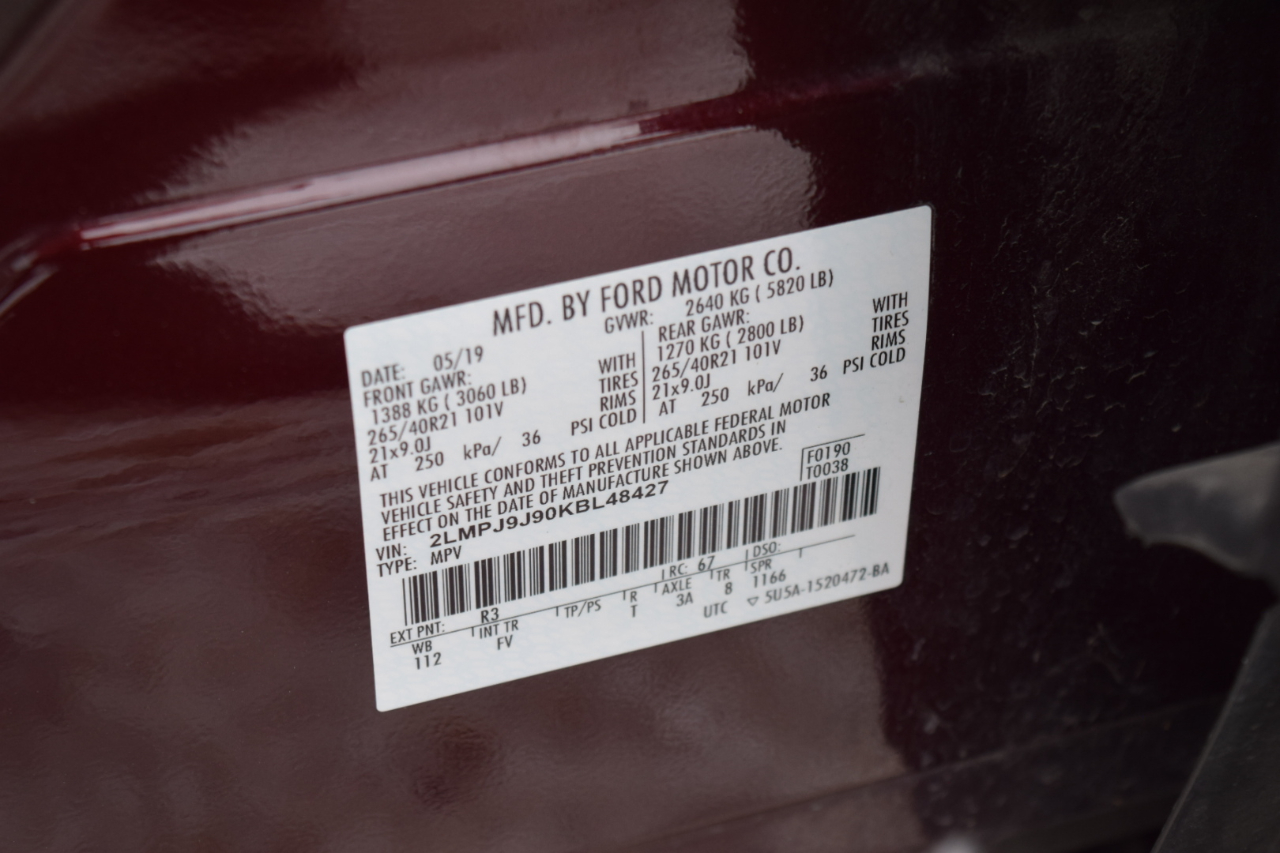 MFD. BY FORD MOTOR CO.
DATE: 05/19 GVWR: 2640 KG ( 5820 LB)
FRONT GAWR: REAR GAWR:
1388 KG ( 3060 LB) WITH 1270 KG ( 2800 LB) WITH
265/40R21 101V TIRES 265/40R21 101V TIRES
21x9.0J RIMS 21x9.0J RIMS
AT 250 kPa/ 36 PSI COLD AT 250 kPa/ 36 PSI COLD
THIS VEHICLE CONFORMS TO ALL APPLICABLE FEDERAL MOTOR
VEHICLE SAFETY AND THEFT PREVENTION STANDARDS IN
EFFECT ON THE DATE OF MANUFACTURE SHOWN ABOVE.
F0190
T0038
VIN: 2LMPJ9J90KBL48427
TYPE: MPV
EXT PNT: R3 RC: 67 DSO:
WB INT TR TP/PS R AXLE TR SPR
112 FV T 3A 8 1166
UTC ▽ 5U5A-1520472-BA